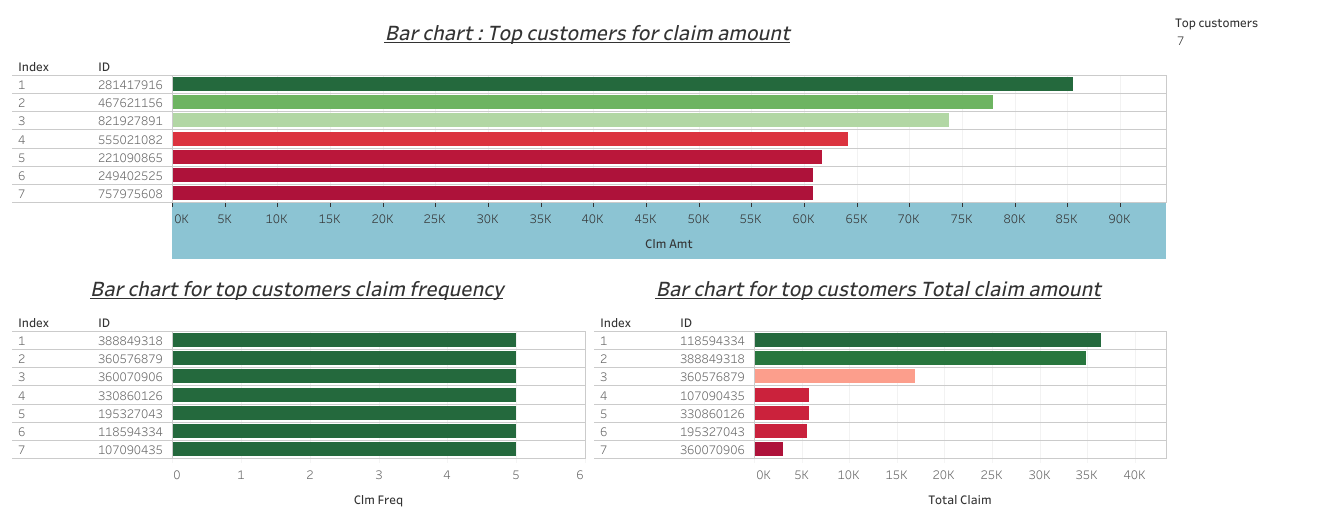 Bar chart : Top customers for claim amount
Top customers
7
Index ID
1 281417916
2 467621156
3 821927891
4 555021082
5 221090865
6 249402525
7 757975608
0K 5K 10K 15K 20K 25K 30K 35K 40K 45K 50K 55K 60K 65K 70K 75K 80K 85K 90K
Clm Amt
Bar chart for top customers claim frequency
Index ID
1 388849318
2 360576879
3 360070906
4 330860126
5 195327043
6 118594334
7 107090435
0 1 2 3 4 5 6
Clm Freq
Bar chart for top customers Total claim amount
Index ID
1 118594334
2 388849318
3 360576879
4 107090435
5 330860126
6 195327043
7 360070906
0K 5K 10K 15K 20K 25K 30K 35K 40K
Total Claim